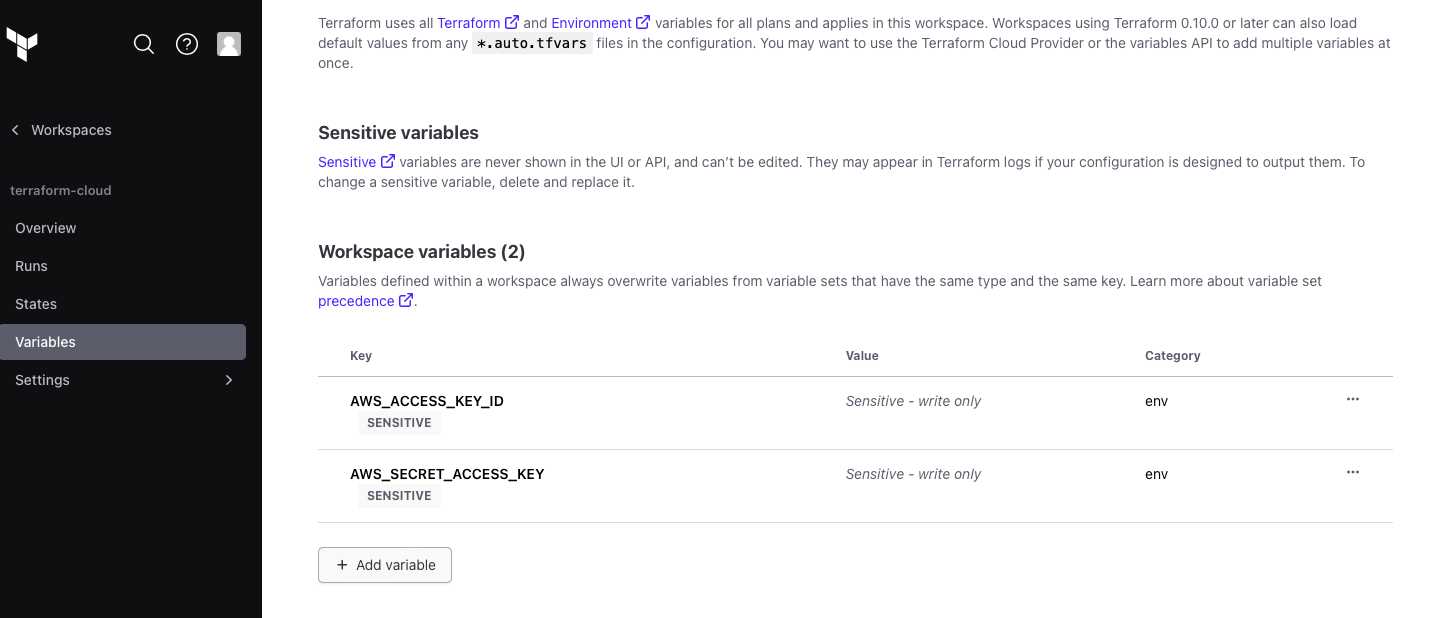 Workspaces
terraform-cloud
Overview
Runs
States
Variables
Settings
Terraform uses all Terraform and Environment variables for all plans and applies in this workspace. Workspaces using Terraform 0.10.0 or later can also load
default values from any *.auto.tfvars files in the configuration. You may want to use the Terraform Cloud Provider or the variables API to add multiple variables at
once.
Sensitive variables
Sensitive variables are never shown in the UI or API, and can’t be edited. They may appear in Terraform logs if your configuration is designed to output them. To
change a sensitive variable, delete and replace it.
Workspace variables (2)
Variables defined within a workspace always overwrite variables from variable sets that have the same type and the same key. Learn more about variable set
precedence .
Key Value Category
AWS_ACCESS_KEY_ID Sensitive - write only env
SENSITIVE
AWS_SECRET_ACCESS_KEY Sensitive - write only env
SENSITIVE
+ Add variable